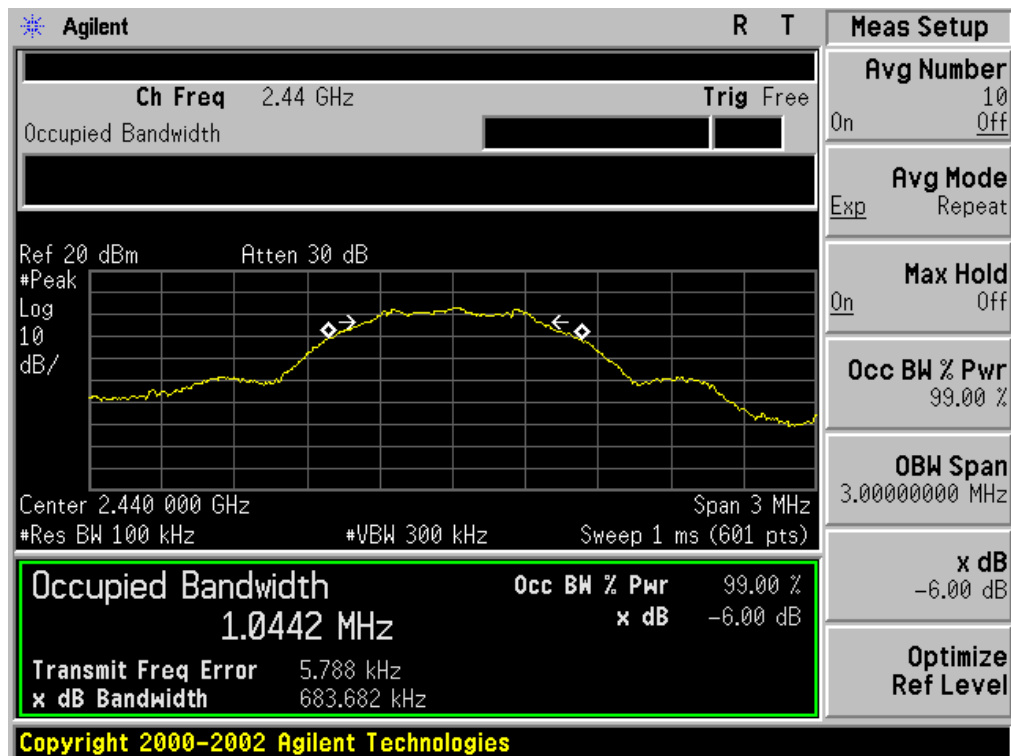 Agilent R T
Meas Setup
Ch Freq 2.44 GHz Trig Free
Occupied Bandwidth
Ref 20 dBm Atten 30 dB
#Peak
Log
10
dB/
Center 2.440 000 GHz Span 3 MHz
#Res BW 100 kHz #VBW 300 kHz Sweep 1 ms (601 pts)
Occupied Bandwidth Occ BW % Pwr 99.00 %
1.0442 MHz x dB -6.00 dB
Transmit Freq Error 5.788 kHz
x dB Bandwidth 683.682 kHz
Avg Number
10
On Off
Avg Mode
Exp Repeat
Max Hold
On Off
Occ BW % Pwr
99.00 %
OBW Span
3.00000000 MHz
x dB
-6.00 dB
Optimize
Ref Level
Copyright 2000-2002 Agilent Technologies